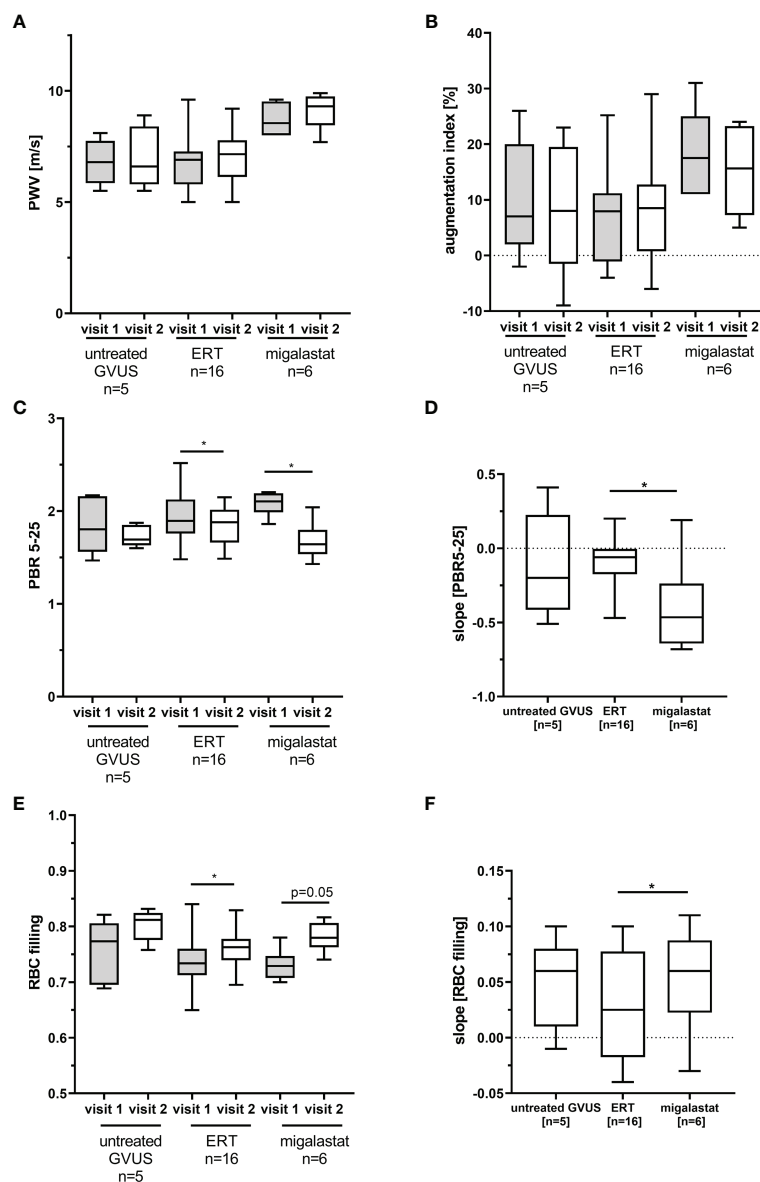 A
PWV [m/s]
10
5
0
visit 1 visit 2 visit 1 visit 2 visit 1 visit 2
untreated GVUS n=5
ERT n=16
migalastat n=6
B
augmentation index [%]
40
30
20
10
0
-10
visit 1 visit 2 visit 1 visit 2 visit 1 visit 2
untreated GVUS n=5
ERT n=16
migalastat n=6
C
PBR 5-25
3
2
1
0
*
*
visit 1 visit 2 visit 1 visit 2 visit 1 visit 2
untreated GVUS n=5
ERT n=16
migalastat n=6
D
slope [PBR5-25]
0.5
0.0
-0.5
-1.0
*
untreated GVUS [n=5]
ERT [n=16]
migalastat [n=6]
E
RBC filling
1.0
0.9
0.8
0.7
0.6
0.5
*
p=0.05
visit 1 visit 2 visit 1 visit 2 visit 1 visit 2
untreated GVUS n=5
ERT n=16
migalastat n=6
F
slope [RBC filling]
0.15
0.10
0.05
0.00
-0.05
*
untreated GVUS [n=5]
ERT [n=16]
migalastat [n=6]